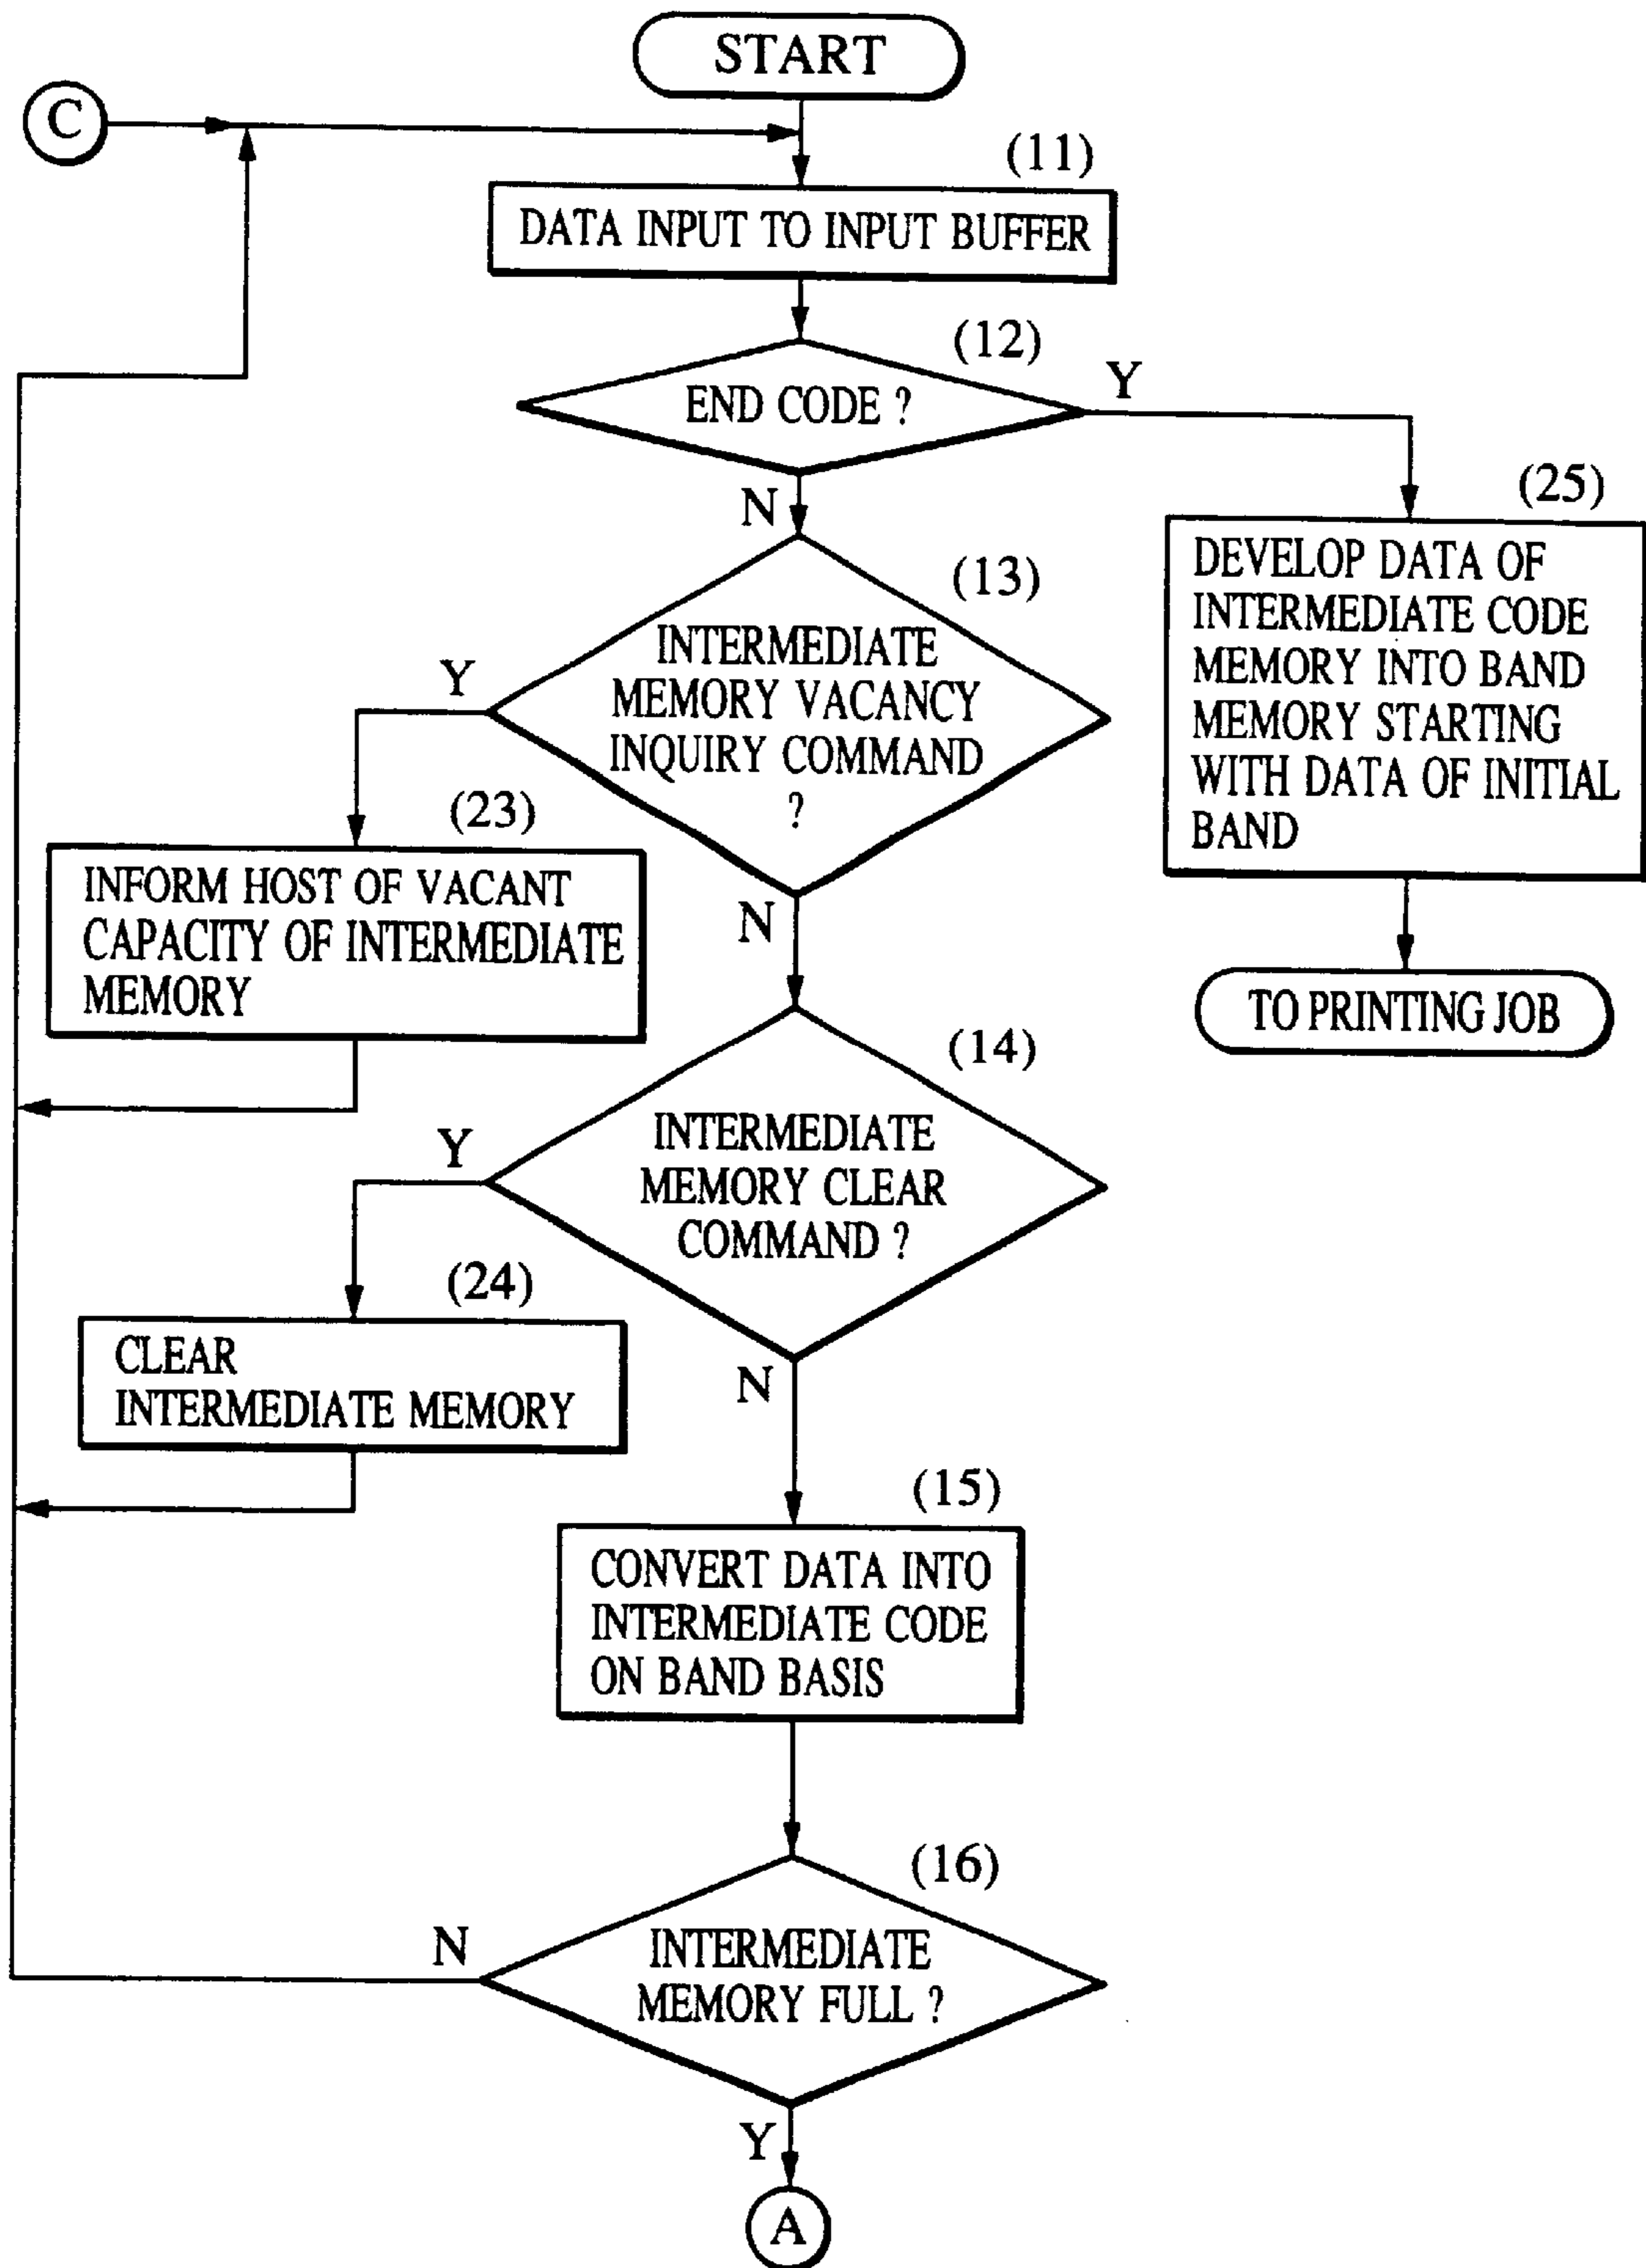 START
C
(11)
DATA INPUT TO INPUT BUFFER
(12)
END CODE ?
Y
N
(25)
DEVELOP DATA OF
INTERMEDIATE CODE
MEMORY INTO BAND
MEMORY STARTING
WITH DATA OF INITIAL
BAND
TO PRINTING JOB
(13)
INTERMEDIATE
MEMORY VACANCY
INQUIRY COMMAND
?
Y
N
(23)
INFORM HOST OF VACANT
CAPACITY OF INTERMEDIATE
MEMORY
(14)
INTERMEDIATE
MEMORY CLEAR
COMMAND ?
Y
N
(24)
CLEAR
INTERMEDIATE MEMORY
(15)
CONVERT DATA INTO
INTERMEDIATE CODE
ON BAND BASIS
(16)
INTERMEDIATE
MEMORY FULL ?
N
Y
A